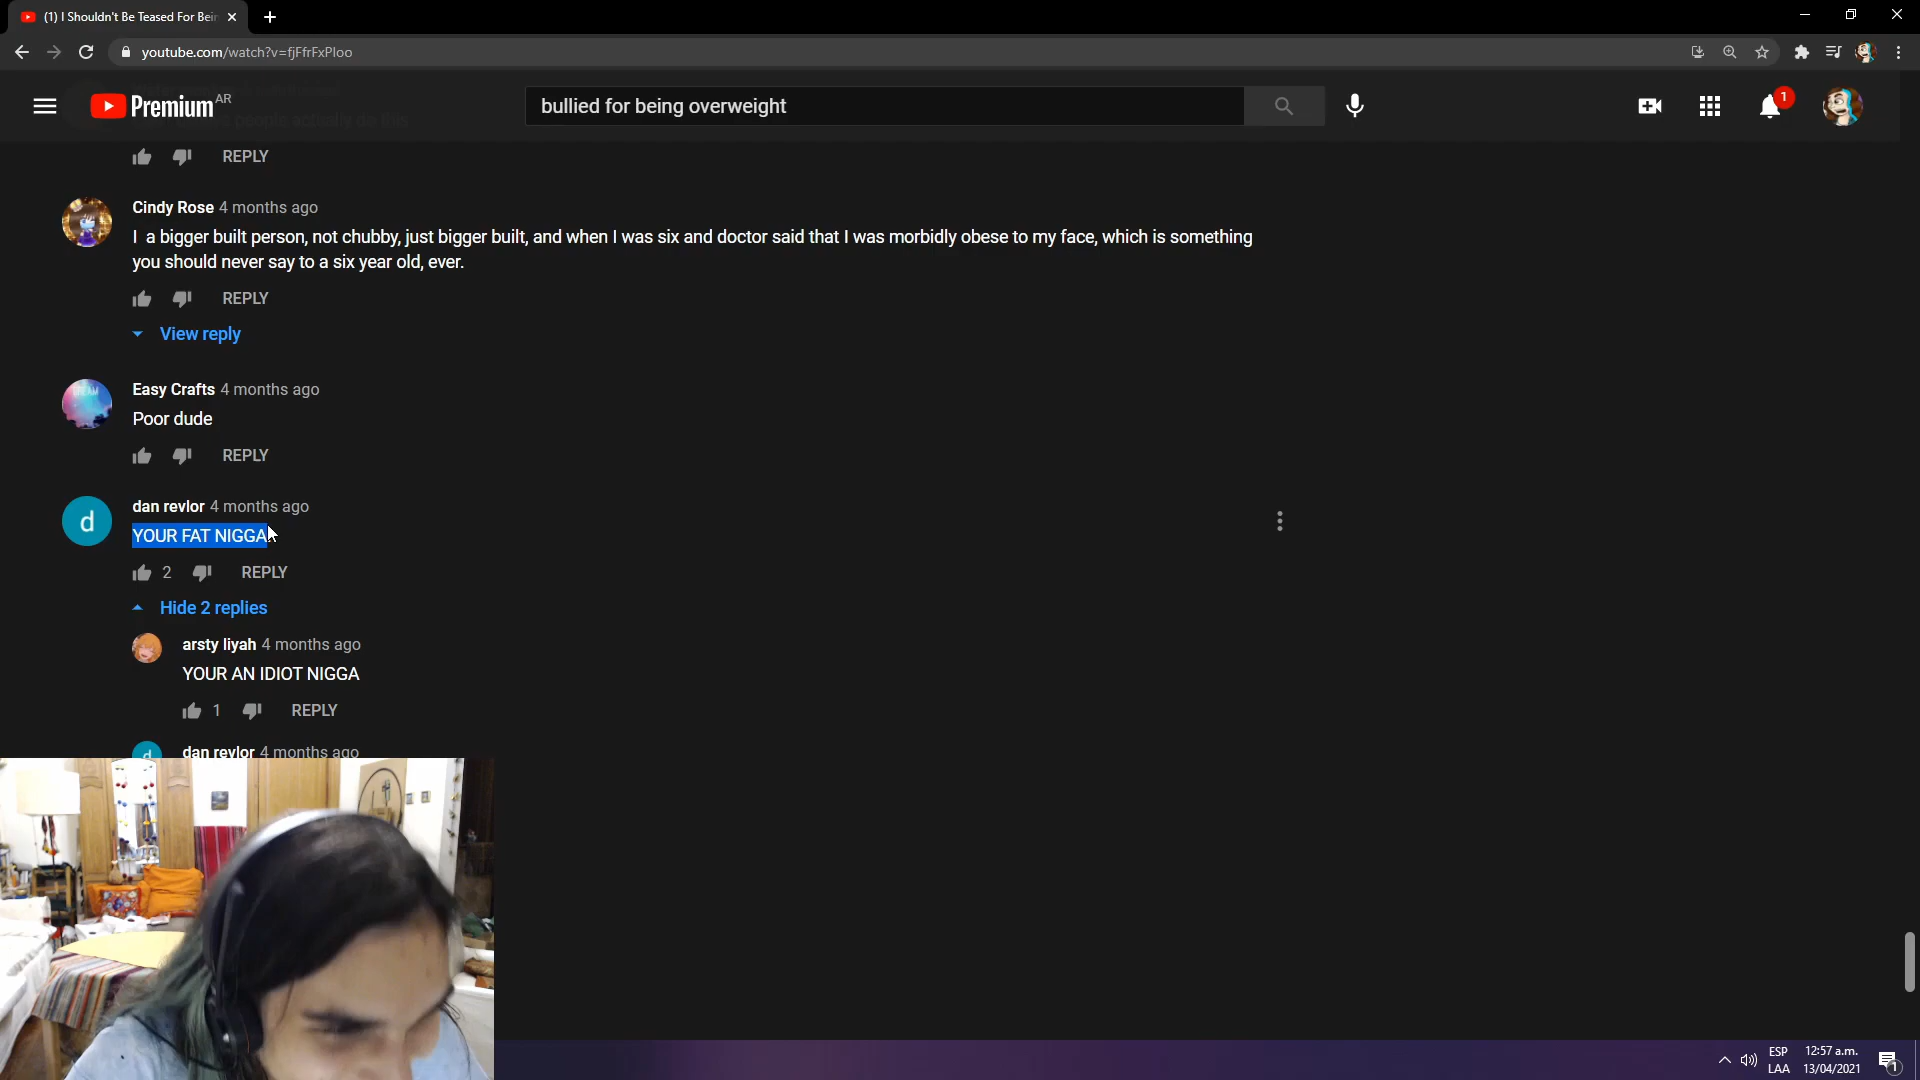 (1) I Shouldn't Be Teased For Bein
youtube.com/watch?v=fjFfrFxPloo
Premium AR
bullied for being overweight
1
REPLY
Cindy Rose 4 months ago
I a bigger built person, not chubby, just bigger built, and when I was six and doctor said that I was morbidly obese to my face, which is something
you should never say to a six year old, ever.
REPLY
View reply
Easy Crafts 4 months ago
Poor dude
REPLY
dan revlor 4 months ago
YOUR FAT NIGGA
2 REPLY
Hide 2 replies
arsty liyah 4 months ago
YOUR AN IDIOT NIGGA
1 REPLY
dan revlor 4 months ago
ESP 12:57 a.m.
LAA 13/04/2021
1